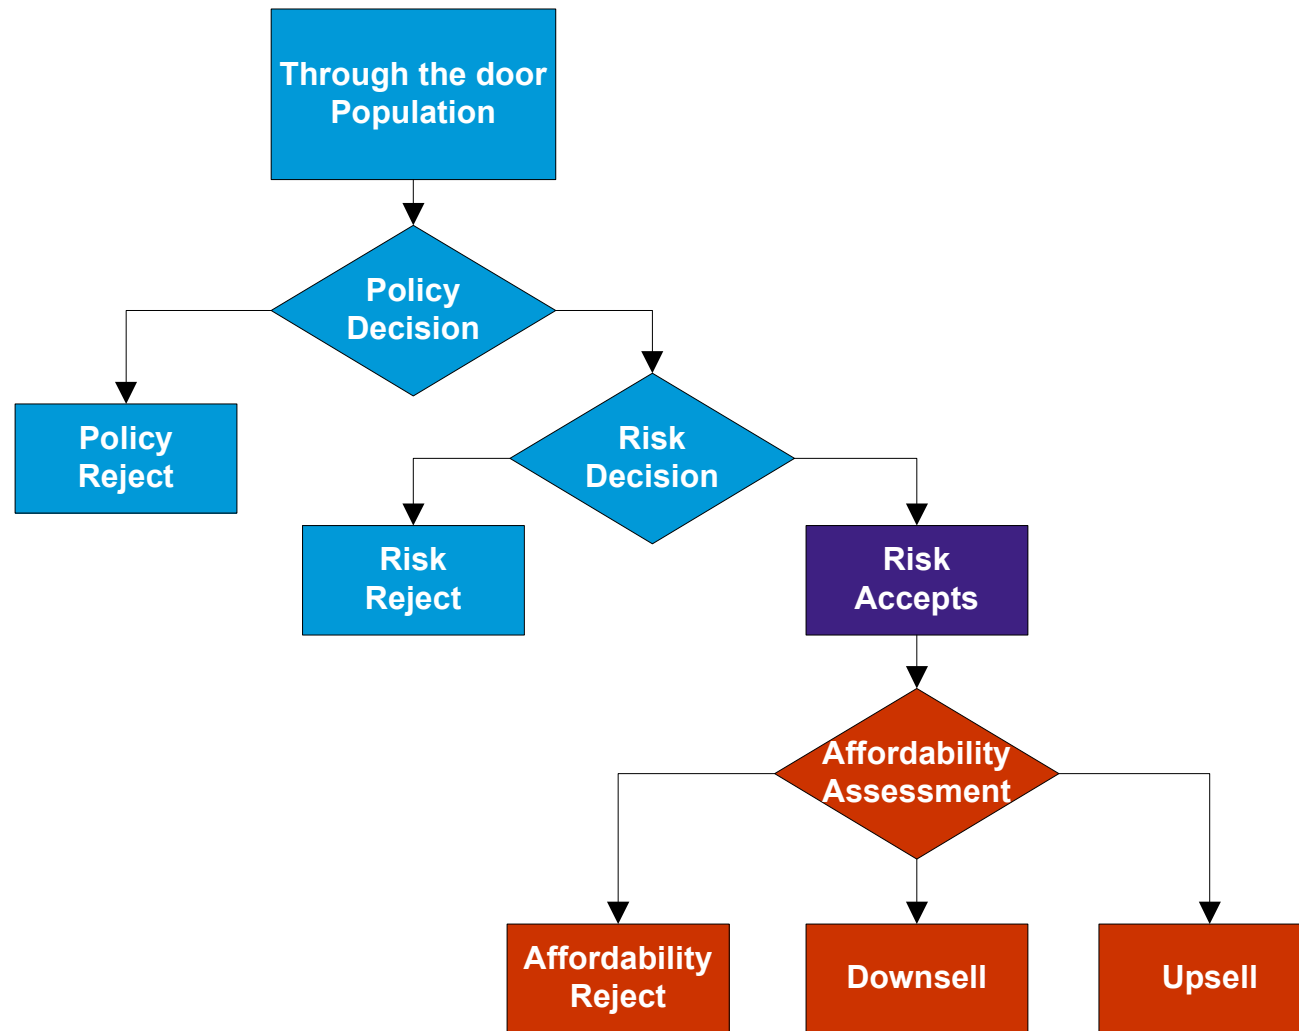 Through the door
Population
Policy
Decision
Policy
Reject
Risk
Decision
Risk
Reject
Risk
Accepts
Affordability
Assessment
Affordability
Reject
Downsell
Upsell